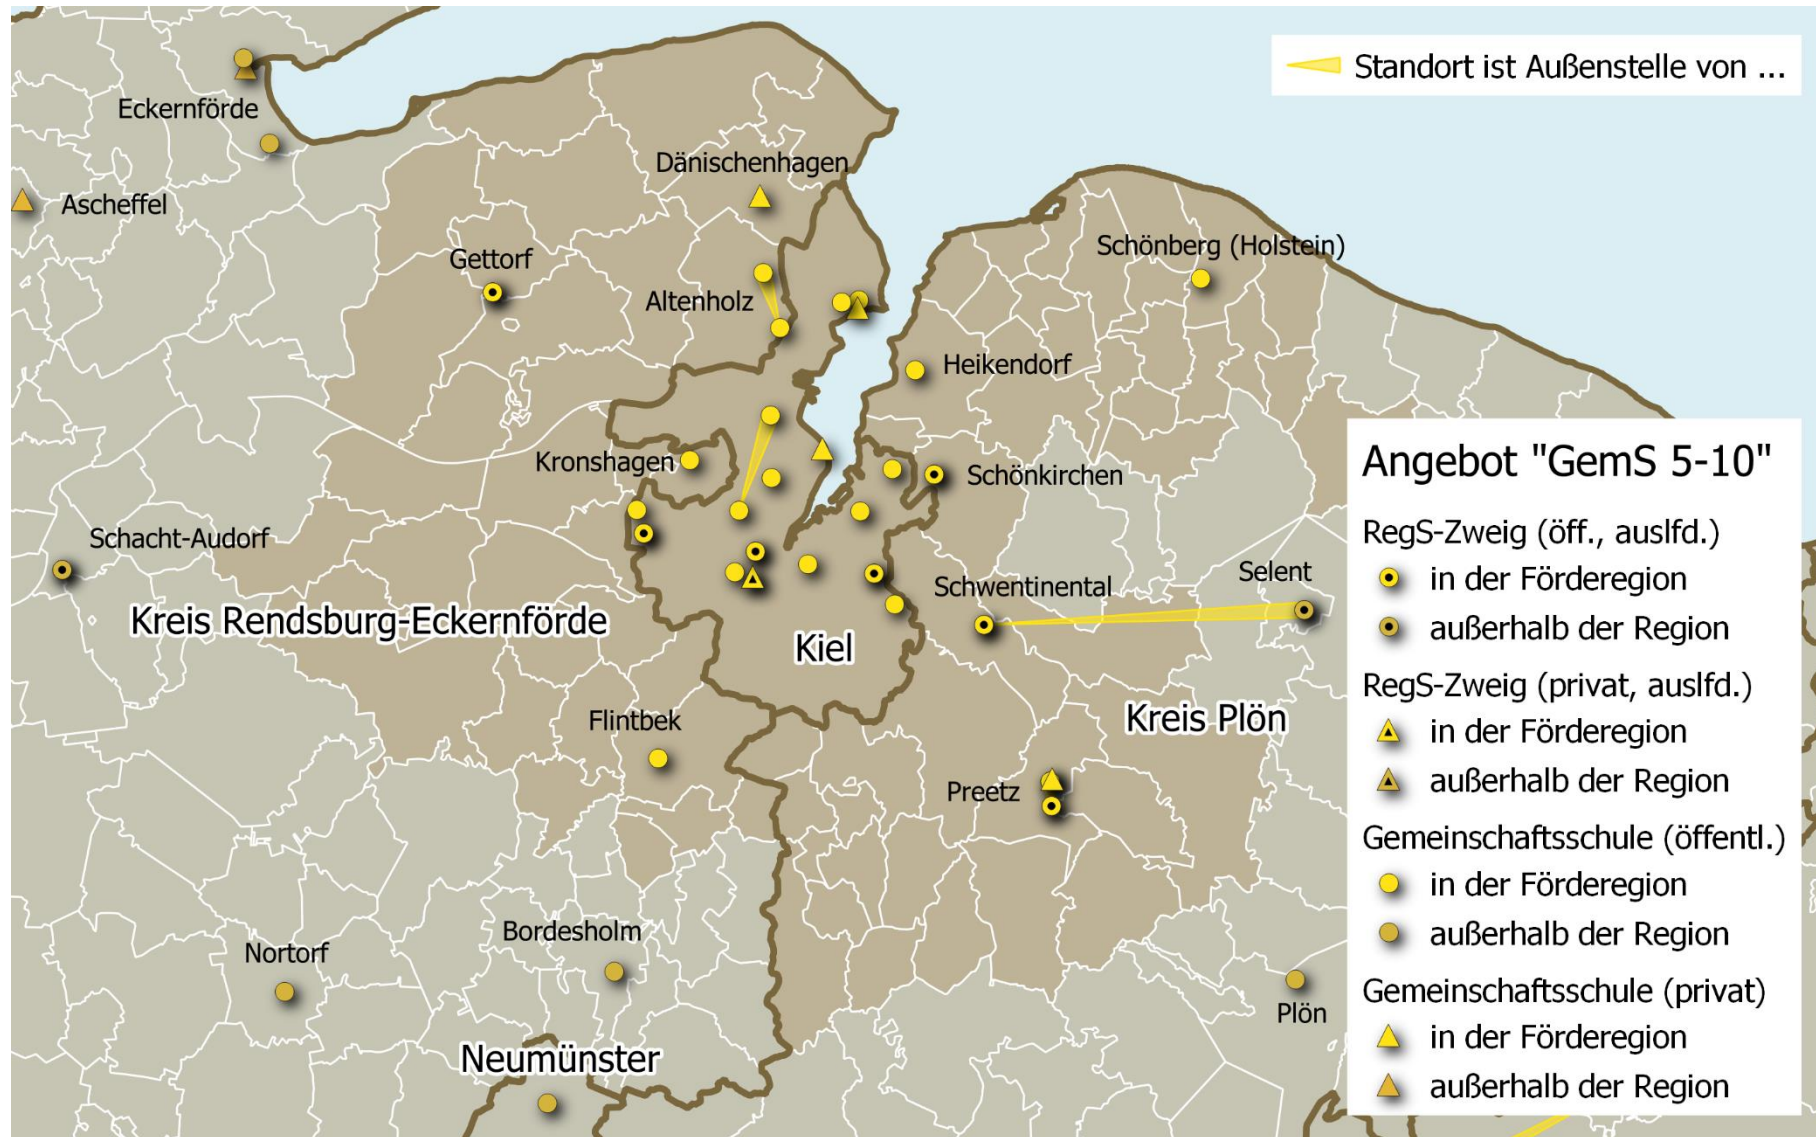 Standort ist Außenstelle von ...
Eckernförde
Dänischenhagen
Ascheffel
Schönberg (Holstein)
Gettorf
Altenholz
Heikendorf
Kronshagen
Schönkirchen
Schacht-Audorf
Schwentinental
Selent
Kreis Rendsburg-Eckernförde
Kiel
Flintbek
Kreis Plön
Preetz
Bordesholm
Nortorf
Plön
Neumünster
Angebot "GemS 5-10"
RegS-Zweig (öff., auslfd.)
in der Förderegion
außerhalb der Region
RegS-Zweig (privat, auslfd.)
in der Förderegion
außerhalb der Region
Gemeinschaftsschule (öffentl.)
in der Förderegion
außerhalb der Region
Gemeinschaftsschule (privat)
in der Förderegion
außerhalb der Region